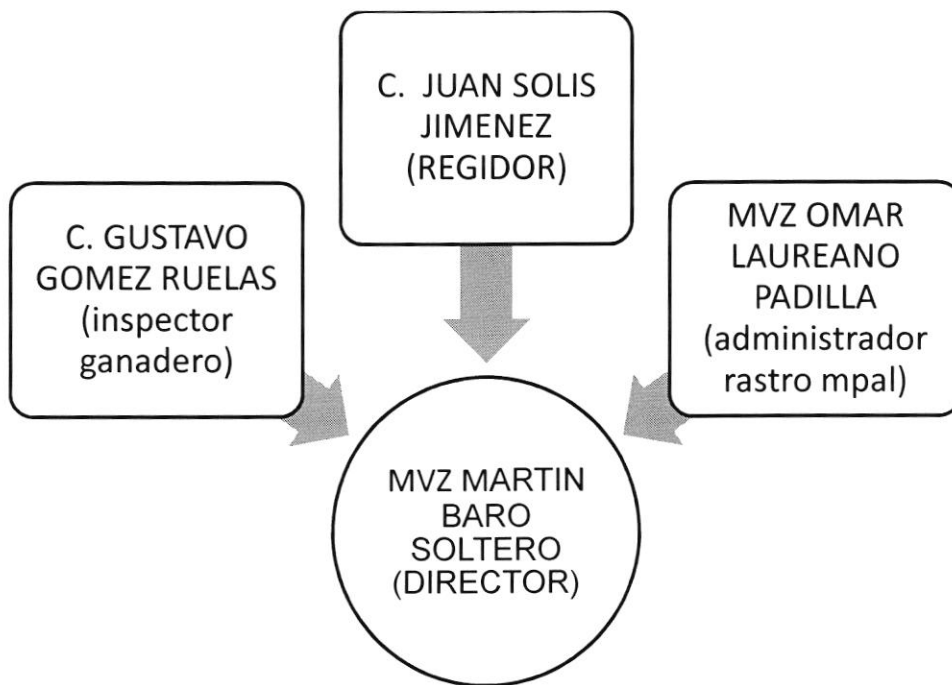 C. JUAN SOLIS
JIMENEZ
(REGIDOR)
C. GUSTAVO
GOMEZ RUELAS
(inspector
ganadero)
MVZ OMAR
LAUREANO
PADILLA
(administrador
rastro mpal)
MVZ MARTIN
BARO
SOLTERO
(DIRECTOR)